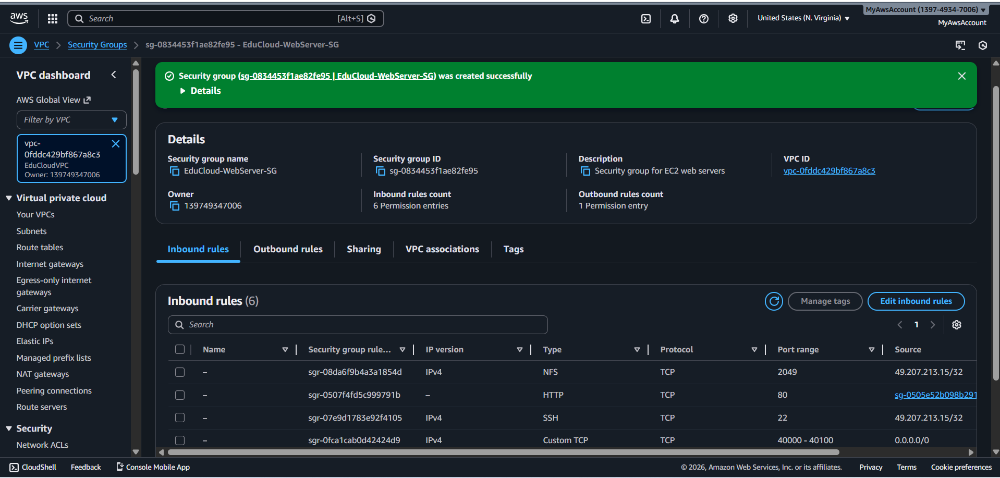 aws
Search [Alt+S]
United States (N. Virginia)
MyAwsAccount (1397-4934-7006)
MyAwsAccount
VPC
Security Groups
sg-0834453f1ae82fe95 - EduCloud-WebServer-SG
VPC dashboard
AWS Global View
Filter by VPC
vpc-
0fddc429bf867a8c3
EduCloudVPC
Owner: 139749347006
Virtual private cloud
Your VPCs
Subnets
Route tables
Internet gateways
Egress-only internet
gateways
Carrier gateways
DHCP option sets
Elastic IPs
Managed prefix lists
NAT gateways
Peering connections
Route servers
Security
Network ACLs
Security group (sg-0834453f1ae82fe95 | EduCloud-WebServer-SG) was created successfully
Details
Details
Security group name
EduCloud-WebServer-SG
Security group ID
sg-0834453f1ae82fe95
Description
Security group for EC2 web servers
VPC ID
vpc-0fddc429bf867a8c3
Owner
139749347006
Inbound rules count
6 Permission entries
Outbound rules count
1 Permission entry
Inbound rules Outbound rules Sharing VPC associations Tags
Inbound rules (6)
Manage tags
Edit inbound rules
Search
1
Name Security group rule... IP version Type Protocol Port range Source
– sgr-08da6f9b4a3a1854d IPv4 NFS TCP 2049 49.207.213.15/32
– sgr-0507f4fd5c999791b – HTTP TCP 80 sg-0505e52b098b291
– sgr-07e9d1783e92f4105 IPv4 SSH TCP 22 49.207.213.15/32
– sgr-0fca1cab0d42424d9 IPv4 Custom TCP 40000 - 40100 0.0.0.0/0
CloudShell Feedback Console Mobile App
© 2026, Amazon Web Services, Inc. or its affiliates. Privacy Terms Cookie preferences